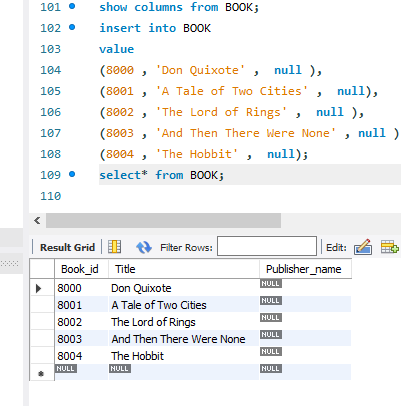 101 show columns from BOOK;
102 insert into BOOK
103 value
104 (8000 , 'Don Quixote' , null ),
105 (8001 , 'A Tale of Two Cities' , null),
106 (8002 , 'The Lord of Rings' , null ),
107 (8003 , 'And Then There Were None' , null )
108 (8004 , 'The Hobbit' , null);
109 select* from BOOK;
110
Result Grid Filter Rows: Edit:
Book_id Title Publisher_name
8000 Don Quixote NULL
8001 A Tale of Two Cities NULL
8002 The Lord of Rings NULL
8003 And Then There Were None NULL
8004 The Hobbit NULL
NULL NULL NULL